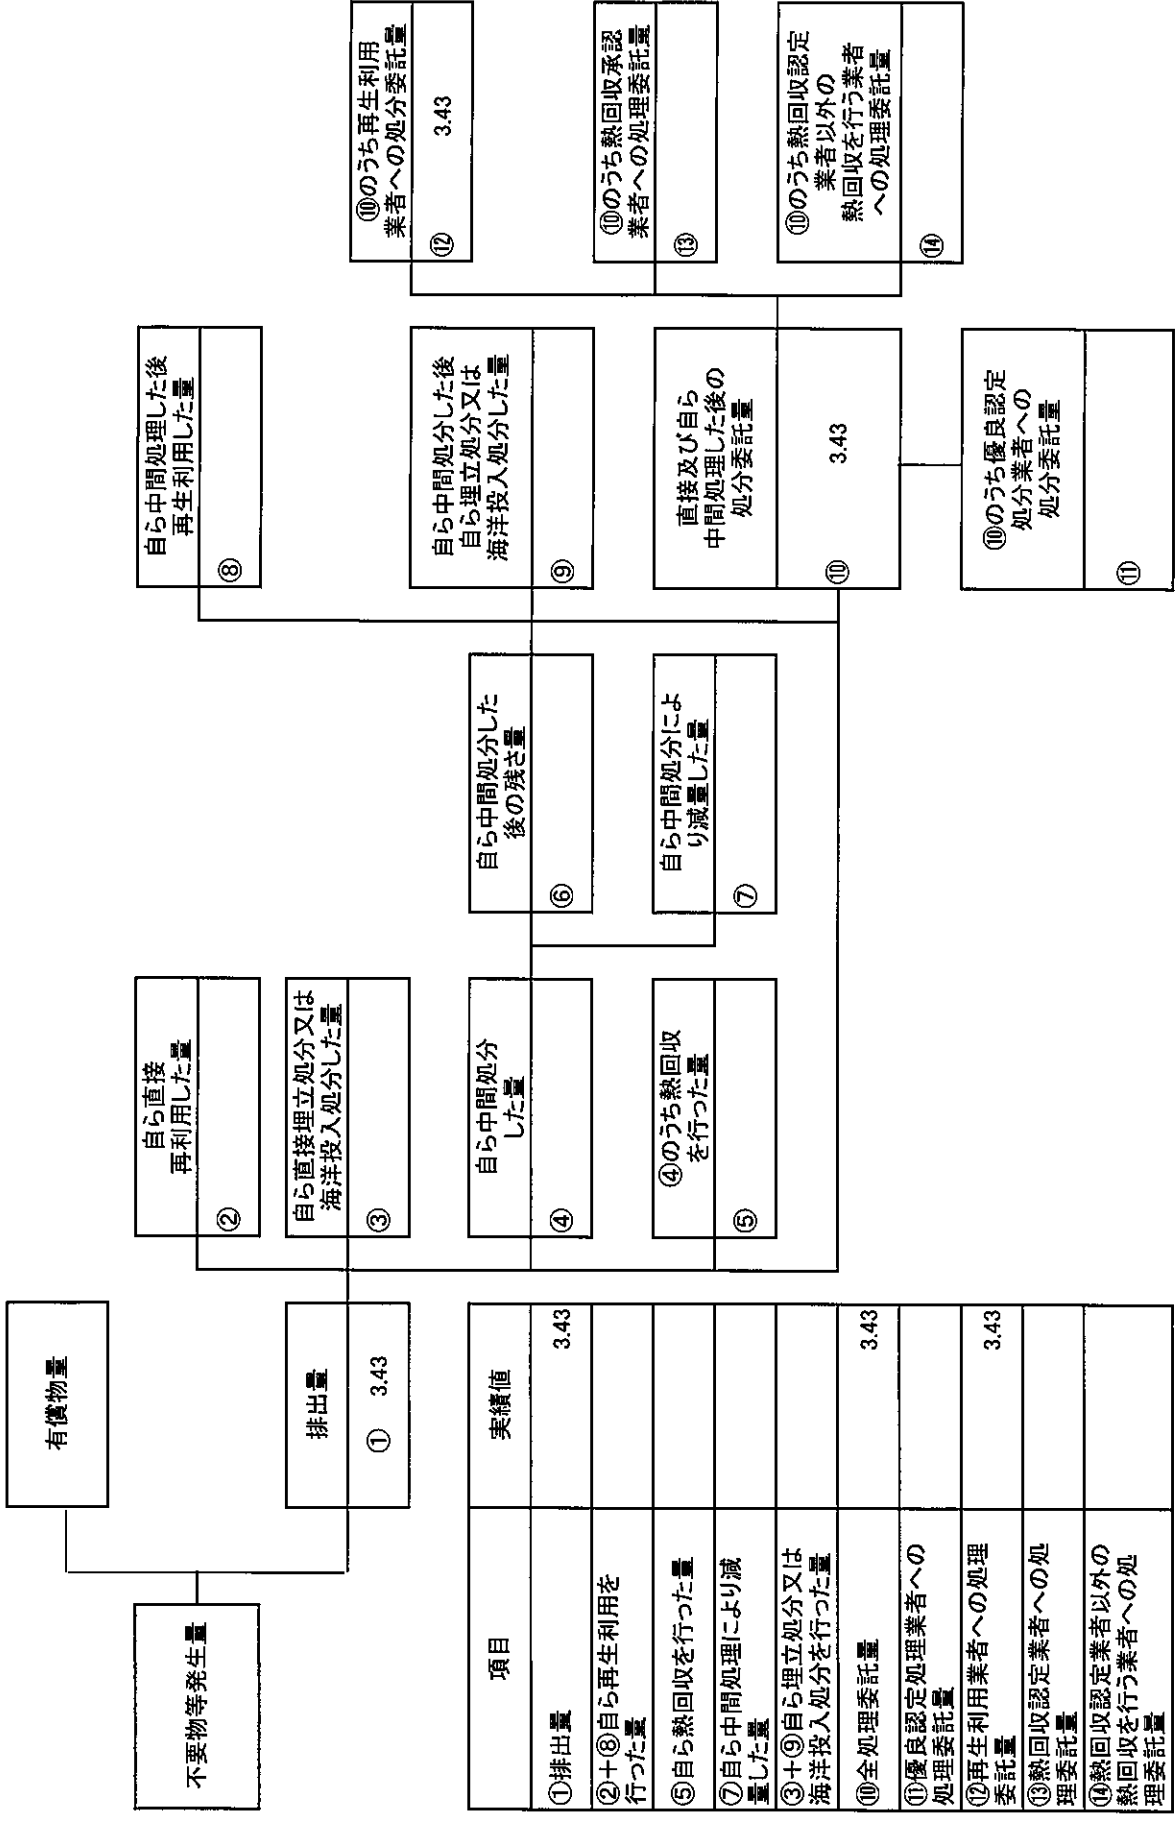 不要物等発生量
有償物量
排出量
① 3.43
自ら直接
再利用した量
②
自ら直接埋立処分又は
海洋投入処分した量
③
自ら中間処分
した量
④
④のうち熱回収
を行った量
⑤
自ら中間処分した
後の残さ量
⑥
自ら中間処分によ
り減量した量
⑦
自ら中間処理した後
再生利用した量
⑧
自ら中間処分した後
自ら埋立処分又は
海洋投入処分した量
⑨
直接及び自ら
中間処理した後の
処分委託量
⑩ 3.43
⑩のうち優良認定
処分業者への
処分委託量
⑪
⑩のうち再生利用
業者への処分委託量
⑫ 3.43
⑩のうち熱回収承認
業者への処理委託量
⑬
⑩のうち熱回収認定
業者以外の
熱回収を行う業者
への処理委託量
⑭
項目 実績値
①排出量 3.43
②+⑧自ら再生利用を
行った量
⑤自ら熱回収を行った量
⑦自ら中間処理により減
量した量
③+⑨自ら埋立処分又は
海洋投入処分を行った量
⑩全処理委託量 3.43
⑪優良認定処理業者への
処理委託量
⑫再生利用業者への処理
委託量 3.43
⑬熱回収認定業者への処
理委託量
⑭熱回収認定業者以外の
熱回収を行う業者への処
理委託量